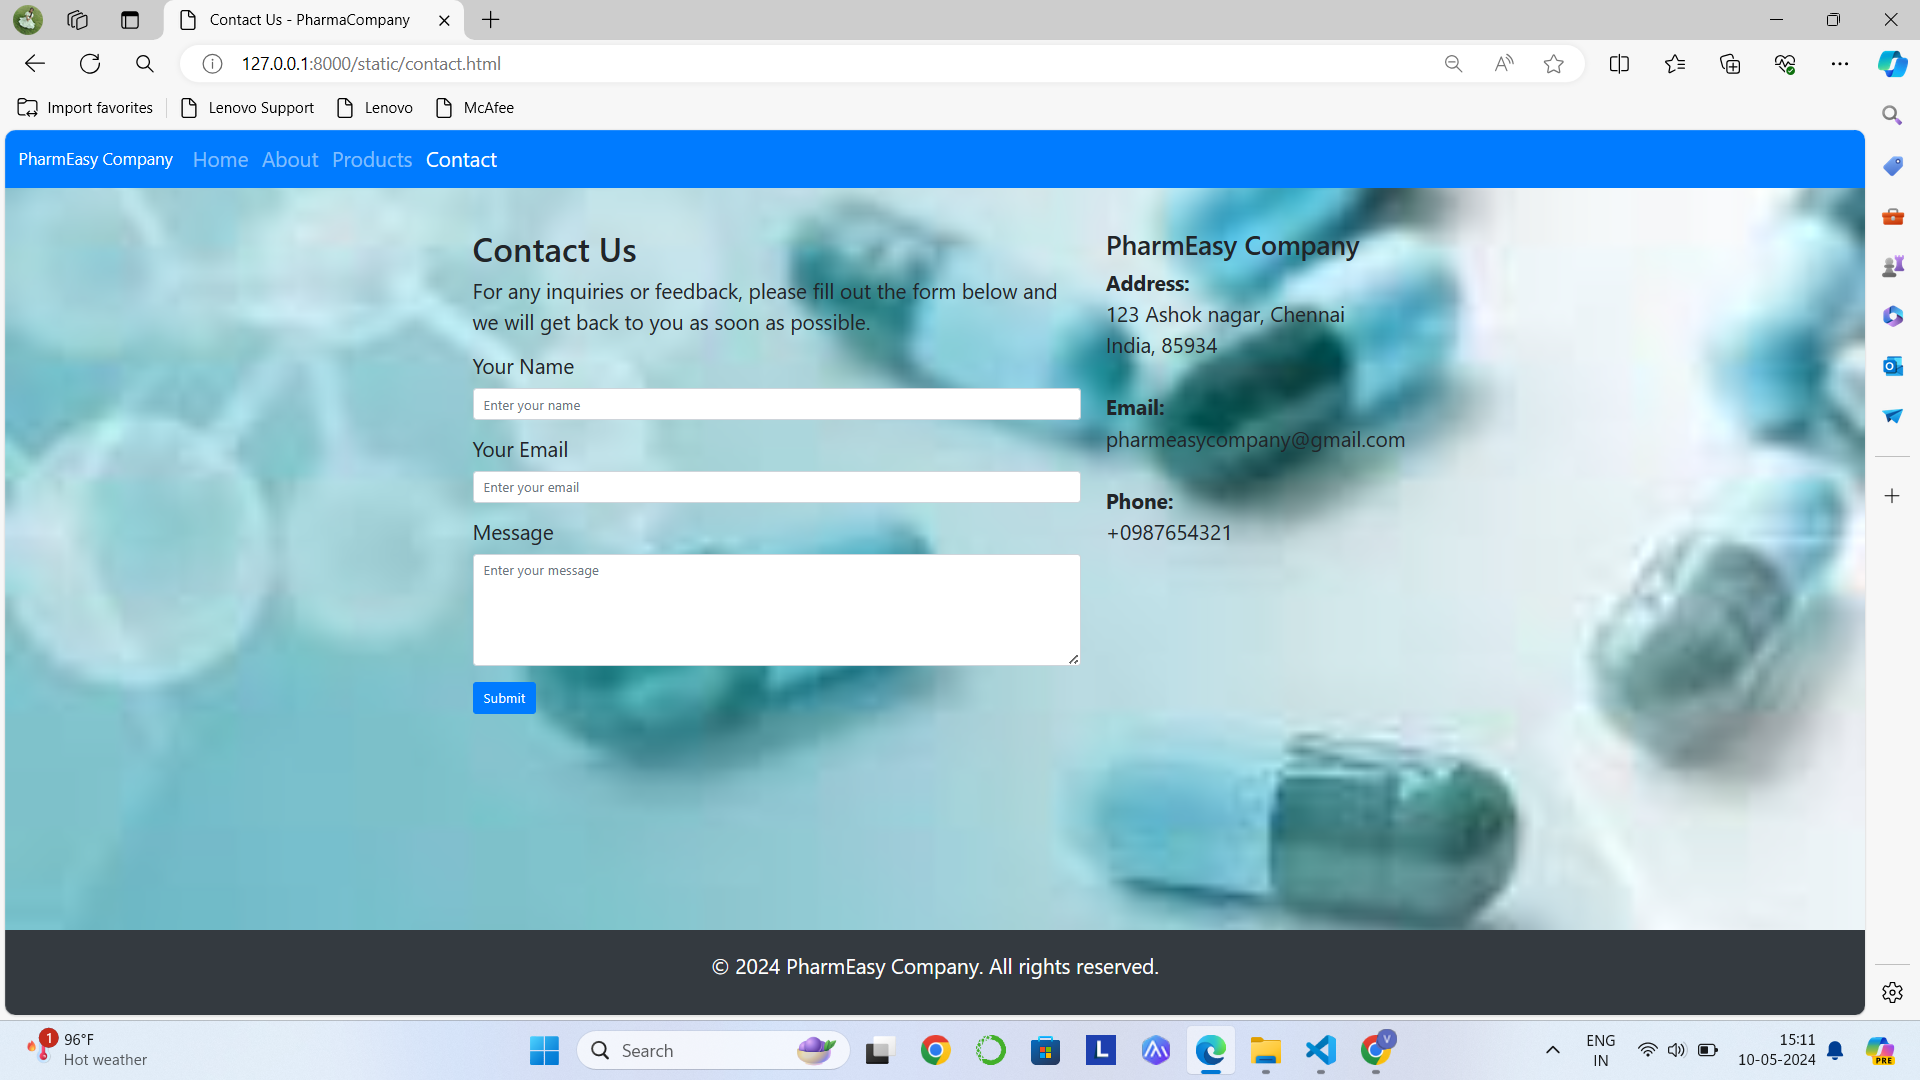 Contact Us - PharmaCompany
127.0.0.1:8000/static/contact.html
Import favorites
Lenovo Support
Lenovo
McAfee
PharmEasy Company
Home
About
Products
Contact
Contact Us
For any inquiries or feedback, please fill out the form below and
we will get back to you as soon as possible.
Your Name
Enter your name
Your Email
Enter your email
Message
Enter your message
Submit
PharmEasy Company
Address:
123 Ashok nagar, Chennai
India, 85934
Email:
pharmeasycompany@gmail.com
Phone:
+0987654321
© 2024 PharmEasy Company. All rights reserved.
1
96°F
Hot weather
Search
L
V
ENG
IN
15:11
10-05-2024
PRE